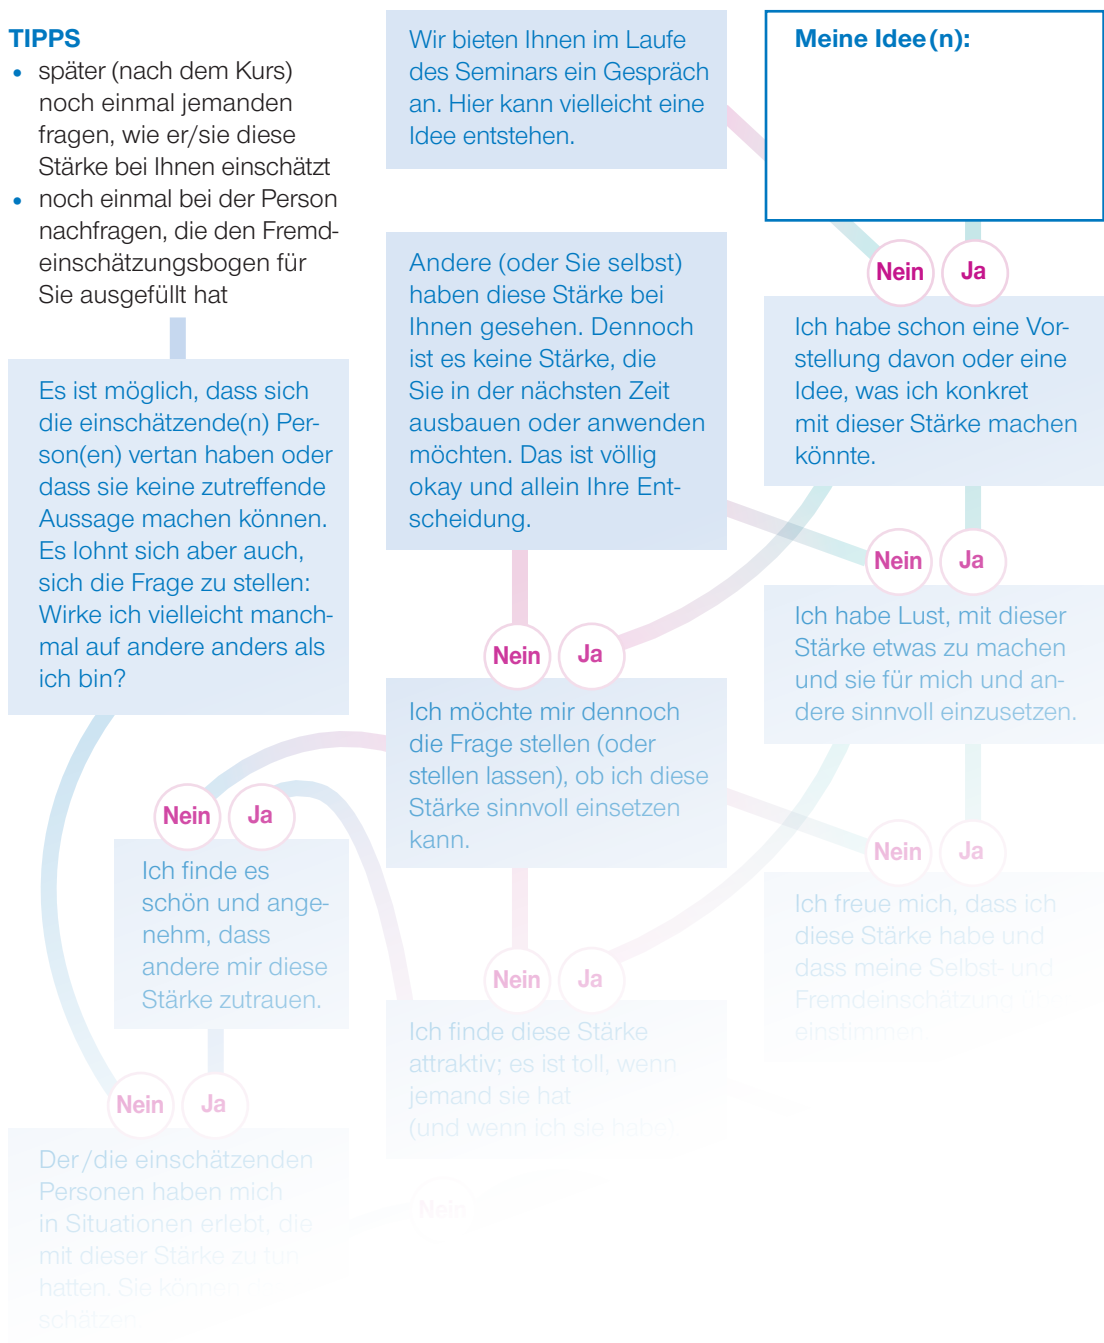 TIPPS
• später (nach dem Kurs)
noch einmal jemanden
fragen, wie er/sie diese
Stärke bei Ihnen einschätzt
• noch einmal bei der Person
nachfragen, die den Fremd-
einschätzungsbogen für
Sie ausgefüllt hat
Es ist möglich, dass sich
die einschätzende(n) Per-
son(en) vertan haben oder
dass sie keine zutreffende
Aussage machen können.
Es lohnt sich aber auch,
sich die Frage zu stellen:
Wirke ich vielleicht manch-
mal auf andere anders als
ich bin?
Nein Ja
Ich finde es
schön und ange-
nehm, dass
andere mir diese
Stärke zutrauen.
Nein Ja
Der/die einschätzenden
Personen haben mich
in Situationen erlebt, die
mit dieser Stärke zu tun
hatten. Sie können
schätzen
Wir bieten Ihnen im Laufe
des Seminars ein Gespräch
an. Hier kann vielleicht eine
Idee entstehen.
Andere (oder Sie selbst)
haben diese Stärke bei
Ihnen gesehen. Dennoch
ist es keine Stärke, die
Sie in der nächsten Zeit
ausbauen oder anwenden
möchten. Das ist völlig
okay und allein Ihre Ent-
scheidung.
Nein Ja
Ich möchte mir dennoch
die Frage stellen (oder
stellen lassen), ob ich diese
Stärke sinnvoll einsetzen
kann.
Nein Ja
Ich finde diese Stärke
attraktiv; es ist toll, wenn
jemand sie hat
(und wenn ich sie habe)
Nein
Meine Idee(n):
Nein Ja
Ich habe schon eine Vor-
stellung davon oder eine
Idee, was ich konkret
mit dieser Stärke machen
könnte.
Nein Ja
Ich habe Lust, mit dieser
Stärke etwas zu machen
und sie für mich und an-
dere sinnvoll einzusetzen.
Nein Ja
Ich freue mich, dass ich
diese Stärke habe und
dass meine Selbst- und
Fremdeinschätzung
einstimmen